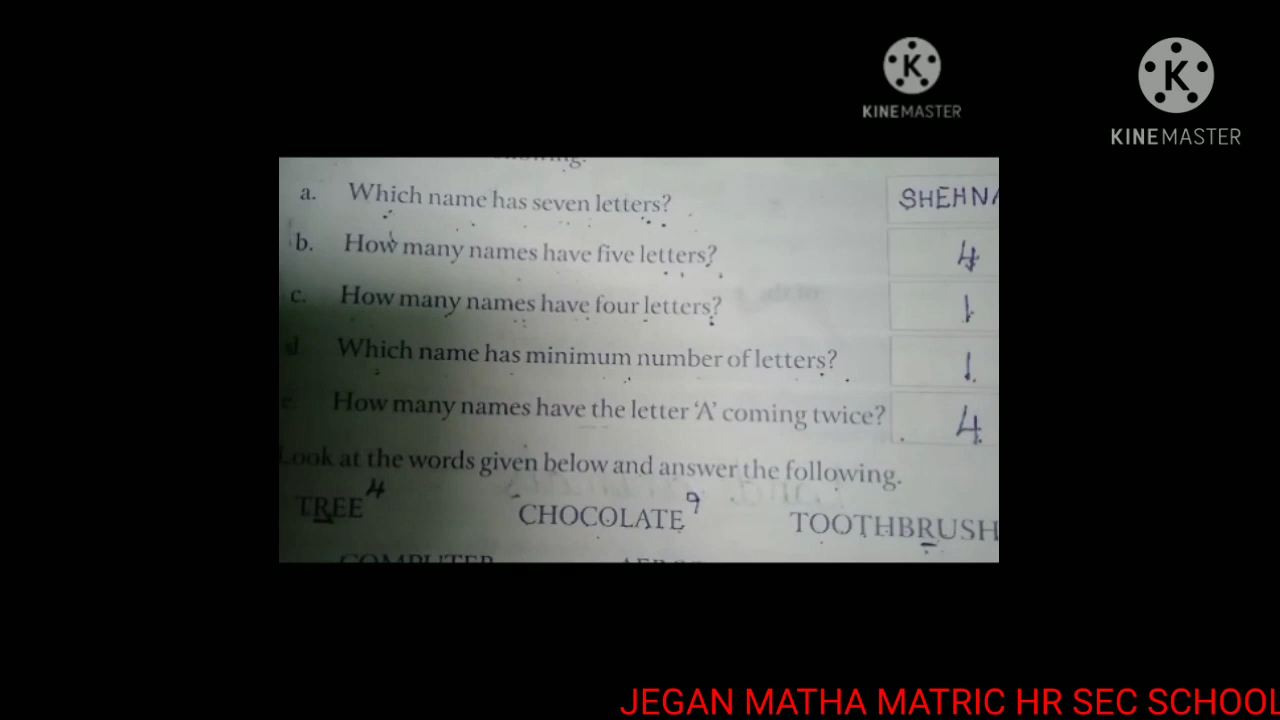 KINEMASTER
KINEMASTER
a. Which name has seven letters? SHEHNA
b. How many names have five letters? 4
c. How many names have four letters? 1
d. Which name has minimum number of letters? 1
e. How many names have the letter ‘A’ coming twice? 4
Look at the words given below and answer the following.
TREE 4 CHOCOLATE 9 TOOTHBRUSH
COMPUTER
JEGAN MATHA MATRIC HR SEC SCHOOL